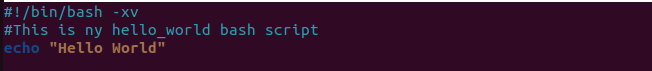 #!/bin/bash -xv
#This is ny hello_world bash script
echo "Hello World"